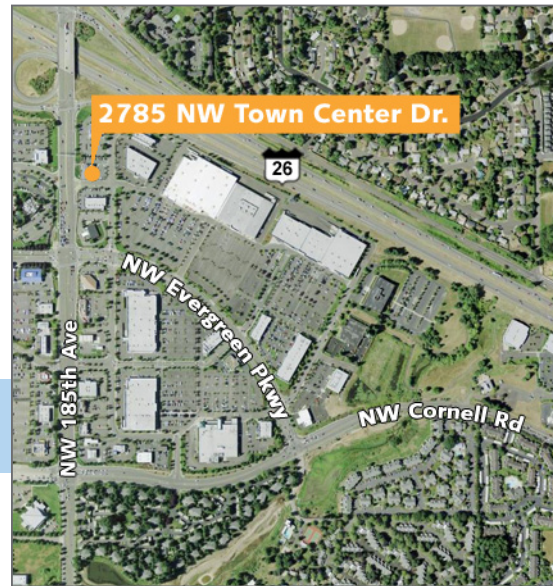 2785 NW Town Center Dr.
26
NW Evergreen Pkwy
NW 185th Ave
NW Cornell Rd